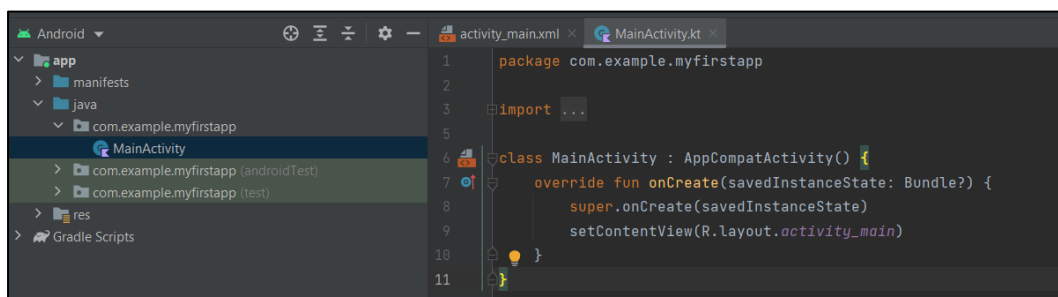 Android
app
manifests
java
com.example.myfirstapp
MainActivity
com.example.myfirstapp (androidTest)
com.example.myfirstapp (test)
res
Gradle Scripts
activity_main.xml MainActivity.kt
1 package com.example.myfirstapp
2
3 import ...
5
6 class MainActivity : AppCompatActivity() {
7 override fun onCreate(savedInstanceState: Bundle?) {
8 super.onCreate(savedInstanceState)
9 setContentView(R.layout.activity_main)
10 }
11 }